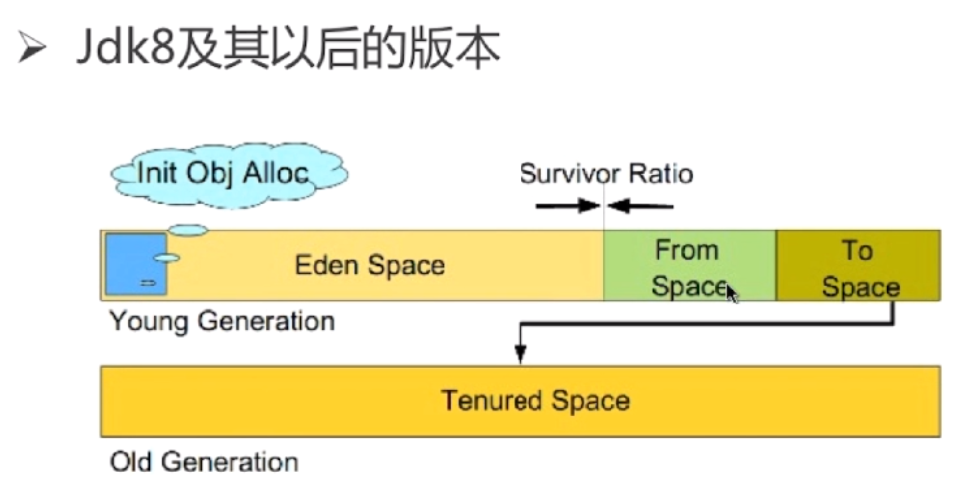 Jdk8及其以后的版本
Init Obj Alloc
Survivor Ratio
Eden Space
From
Space
To
Space
Young Generation
Tenured Space
Old Generation